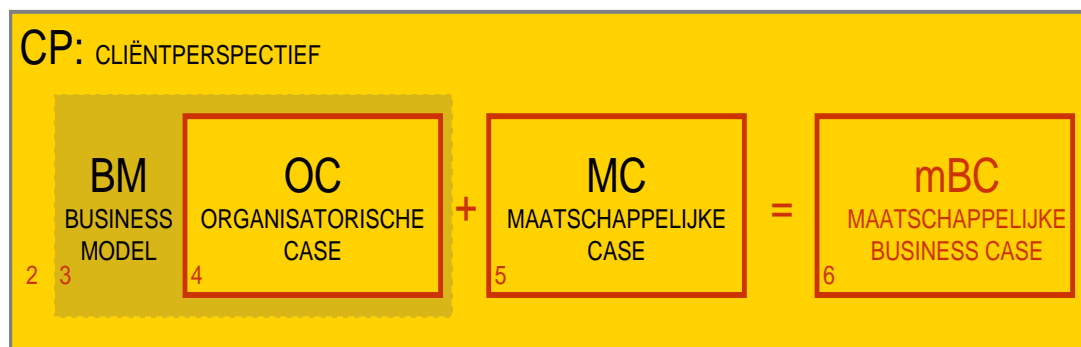 CP: CLIËNTPERSPECTIEF
BM
BUSINESS
MODEL
OC
ORGANISATORISCHE
CASE
+
MC
MAATSCHAPPELIJKE
CASE
=
mBC
MAATSCHAPPELIJKE
BUSINESS CASE
2 3 4 5 6